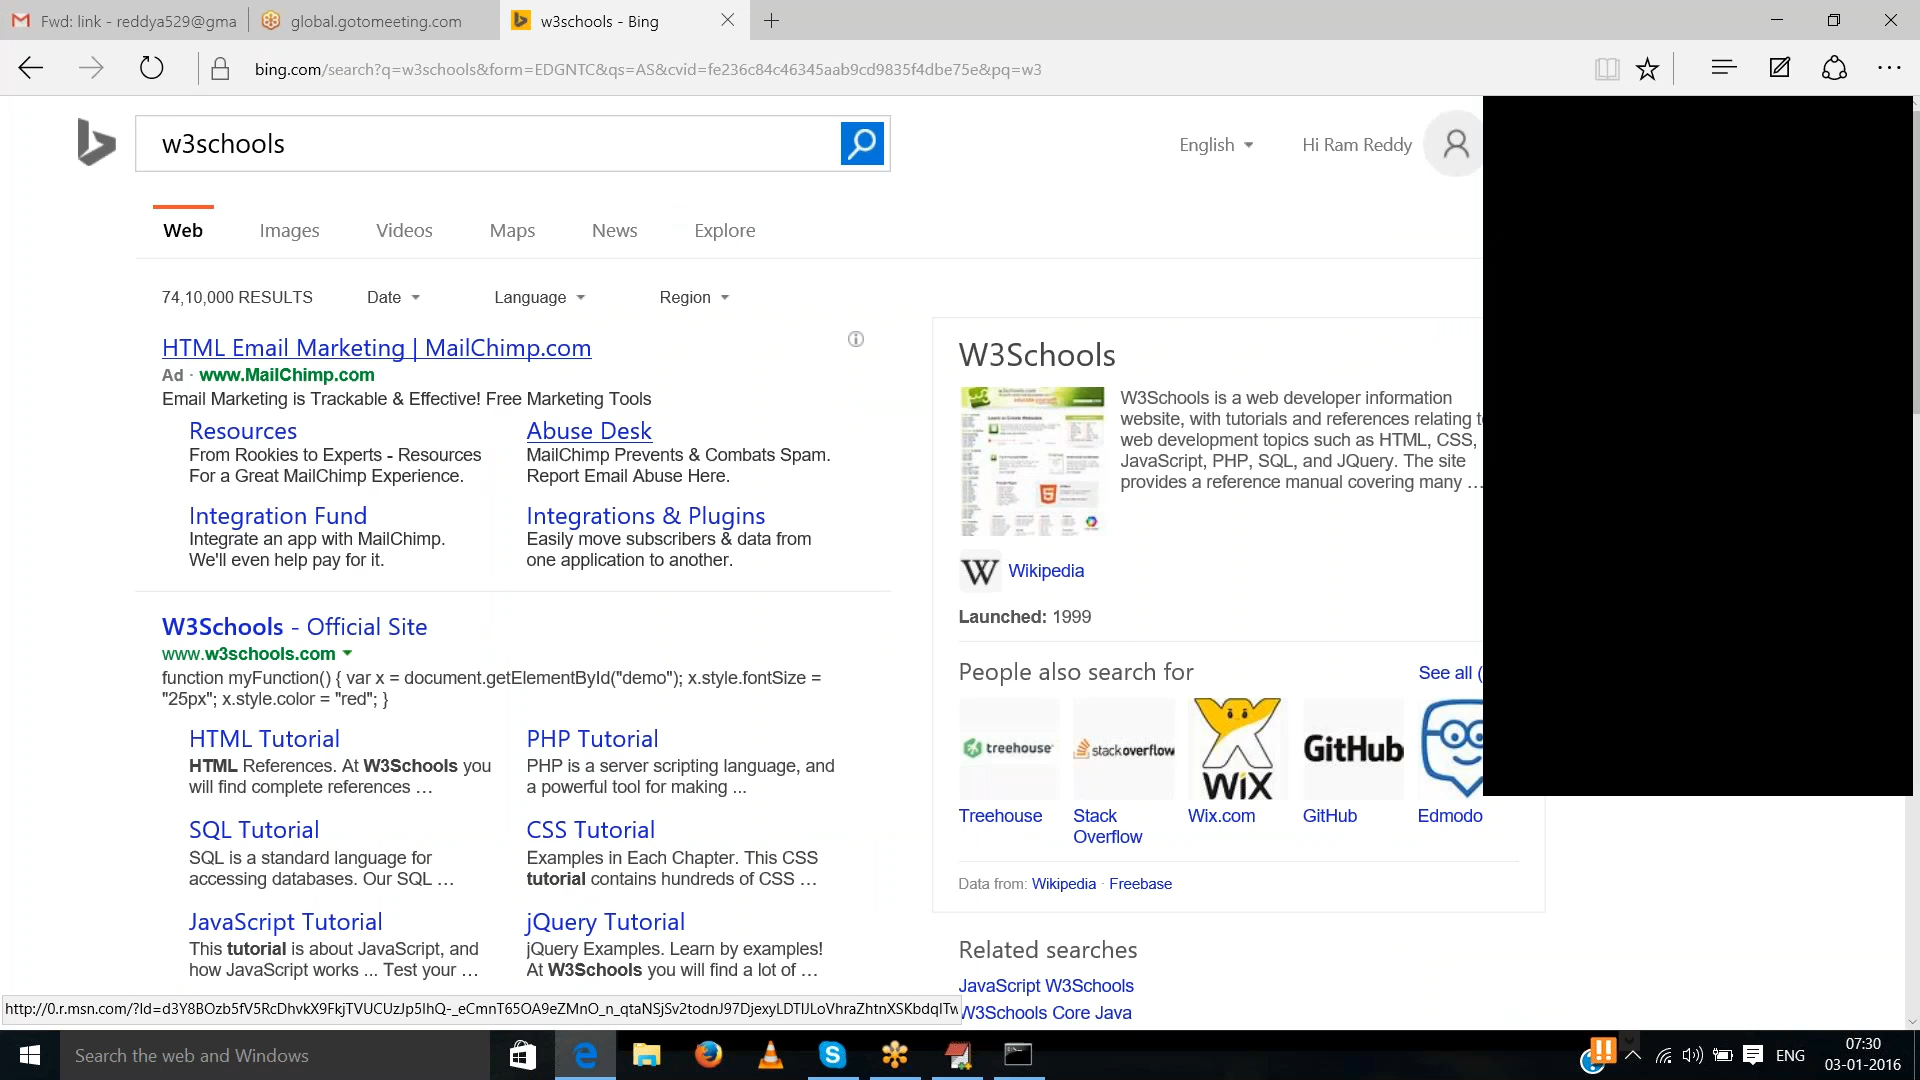 Fwd: link - reddya529@gma
global.gotomeeting.com
w3schools - Bing
bing.com/search?q=w3schools&form=EDGNTC&qs=AS&cvid=fe236c84c46345aab9cd9835f4dbe75e&pq=w3
w3schools
English
Hi Ram Reddy
Web Images Videos Maps News Explore
74,10,000 RESULTS Date Language Region
HTML Email Marketing | MailChimp.com
Ad · www.MailChimp.com
Email Marketing is Trackable & Effective! Free Marketing Tools
Resources
From Rookies to Experts - Resources
For a Great MailChimp Experience.
Abuse Desk
MailChimp Prevents & Combats Spam.
Report Email Abuse Here.
Integration Fund
Integrate an app with MailChimp.
We'll even help pay for it.
Integrations & Plugins
Easily move subscribers & data from
one application to another.
W3Schools - Official Site
www.w3schools.com
function myFunction() { var x = document.getElementById("demo"); x.style.fontSize =
"25px"; x.style.color = "red"; }
HTML Tutorial
HTML References. At W3Schools you
will find complete references …
PHP Tutorial
PHP is a server scripting language, and
a powerful tool for making ...
SQL Tutorial
SQL is a standard language for
accessing databases. Our SQL …
CSS Tutorial
Examples in Each Chapter. This CSS
tutorial contains hundreds of CSS …
JavaScript Tutorial
This tutorial is about JavaScript, and
how JavaScript works ... Test your …
jQuery Tutorial
jQuery Examples. Learn by examples!
At W3Schools you will find a lot of …
W3Schools
W3Schools is a web developer information
website, with tutorials and references relating t
web development topics such as HTML, CSS,
JavaScript, PHP, SQL, and JQuery. The site
provides a reference manual covering many …
W Wikipedia
Launched: 1999
People also search for
See all (
treehouse
stackoverflow
WiX
GitHub
Treehouse
Stack
Overflow
Wix.com
GitHub
Edmodo
Data from: Wikipedia · Freebase
Related searches
JavaScript W3Schools
W3Schools Core Java
Search the web and Windows
ENG
07:30
03-01-2016